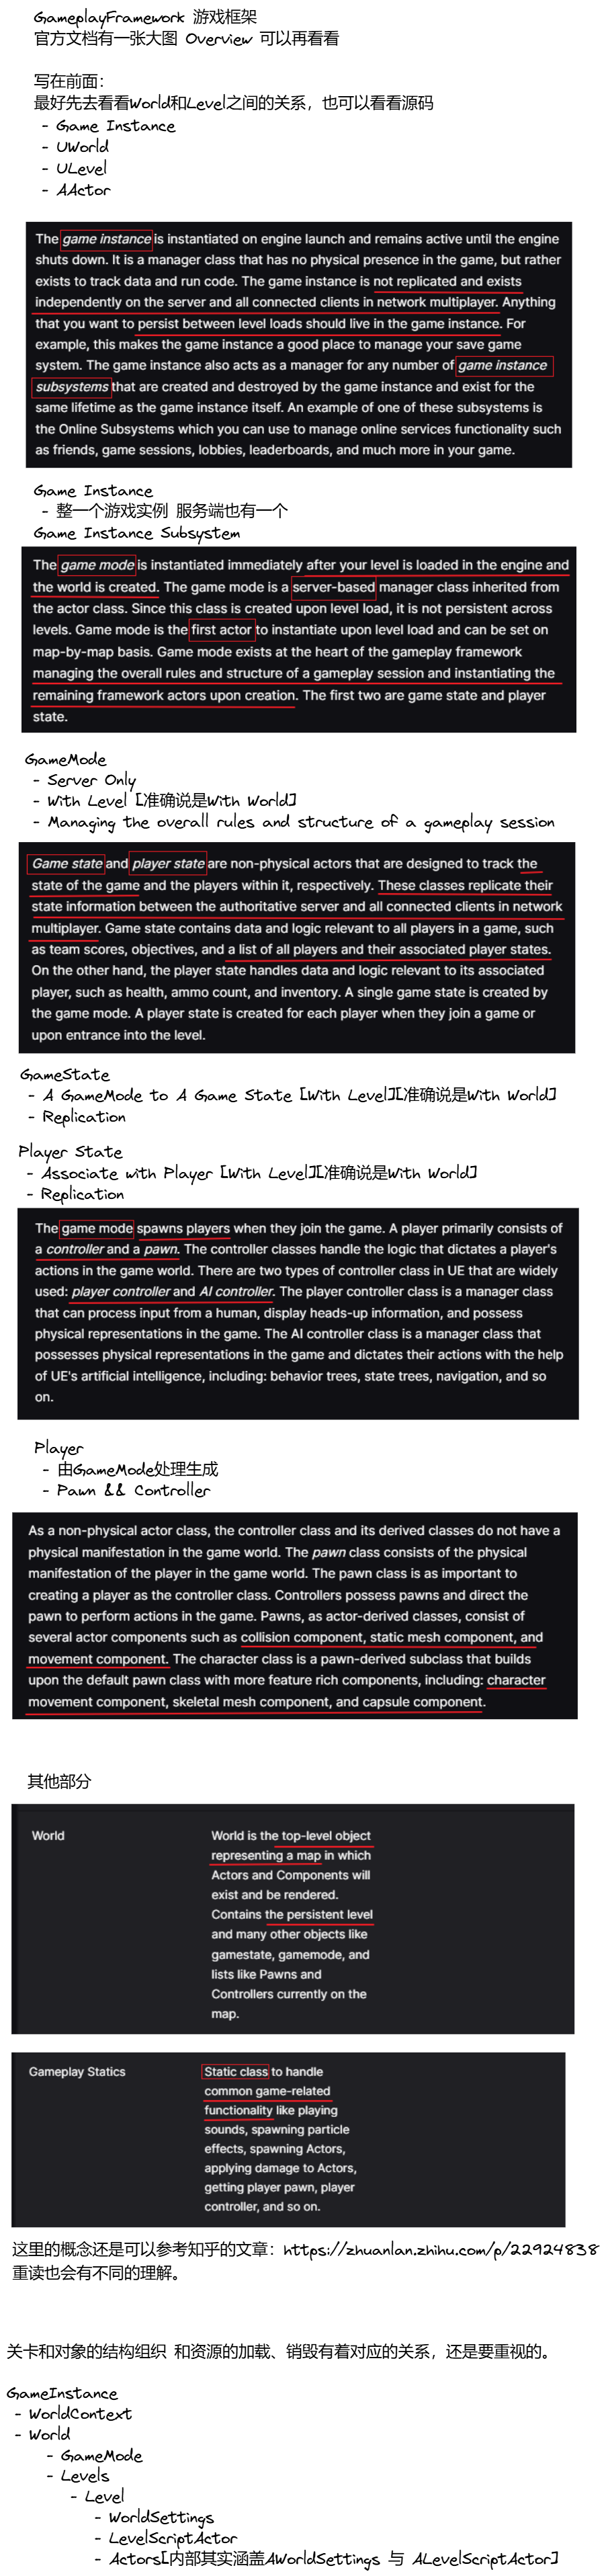 GameplayFramework 游戏框架
官方文档有一张大图 Overview 可以再看看
写在前面：
最好先去看看World和Level之间的关系，也可以看看源码
- Game Instance
- UWorld
- ULevel
- AActor
The game instance is instantiated on engine launch and remains active until the engine
shuts down. It is a manager class that has no physical presence in the game, but rather
exists to track data and run code. The game instance is not replicated and exists
independently on the server and all connected clients in network multiplayer. Anything
that you want to persist between level loads should live in the game instance. For
example, this makes the game instance a good place to manage your save game
system. The game instance also acts as a manager for any number of game instance
subsystems that are created and destroyed by the game instance and exist for the
same lifetime as the game instance itself. An example of one of these subsystems is
the Online Subsystems which you can use to manage online services functionality such
as friends, game sessions, lobbies, leaderboards, and much more in your game.
Game Instance
- 整一个游戏实例 服务端也有一个
Game Instance Subsystem
The game mode is instantiated immediately after your level is loaded in the engine and
the world is created. The game mode is a server-based manager class inherited from
the actor class. Since this class is created upon level load, it is not persistent across
levels. Game mode is the first actor to instantiate upon level load and can be set on
map-by-map basis. Game mode exists at the heart of the gameplay framework
managing the overall rules and structure of a gameplay session and instantiating the
remaining framework actors upon creation. The first two are game state and player
state.
GameMode
- Server Only
- With Level [准确说是With World]
- Managing the overall rules and structure of a gameplay session
Game state and player state are non-physical actors that are designed to track the
state of the game and the players within it, respectively. These classes replicate their
state information between the authoritative server and all connected clients in network
multiplayer. Game state contains data and logic relevant to all players in a game, such
as team scores, objectives, and a list of all players and their associated player states.
On the other hand, the player state handles data and logic relevant to its associated
player, such as health, ammo count, and inventory. A single game state is created by
the game mode. A player state is created for each player when they join a game or
upon entrance into the level.
GameState
- A GameMode to A Game State [With Level][准确说是With World]
- Replication
Player State
- Associate with Player [With Level][准确说是With World]
- Replication
The game mode spawns players when they join the game. A player primarily consists of
a controller and a pawn. The controller classes handle the logic that dictates a player's
actions in the game world. There are two types of controller class in UE that are widely
used: player controller and AI controller. The player controller class is a manager class
that can process input from a human, display heads-up information, and possess
physical representations in the game. The AI controller class is a manager class that
possesses physical representations in the game and dictates their actions with the help
of UE's artificial intelligence, including: behavior trees, state trees, navigation, and so
on.
Player
- 由GameMode处理生成
- Pawn && Controller
As a non-physical actor class, the controller class and its derived classes do not have a
physical manifestation in the game world. The pawn class consists of the physical
manifestation of the player in the game world. The pawn class is as important to
creating a player as the controller class. Controllers possess pawns and direct the
pawn to perform actions in the game. Pawns, as actor-derived classes, consist of
several actor components such as collision component, static mesh component, and
movement component. The character class is a pawn-derived subclass that builds
upon the default pawn class with more feature rich components, including: character
movement component, skeletal mesh component, and capsule component.
其他部分
World
World is the top-level object
representing a map in which
Actors and Components will
exist and be rendered.
Contains the persistent level
and many other objects like
gamestate, gamemode, and
lists like Pawns and
Controllers currently on the
map.
Gameplay Statics
Static class to handle
common game-related
functionality like playing
sounds, spawning particle
effects, spawning Actors,
applying damage to Actors,
getting player pawn, player
controller, and so on.
这里的概念还是可以参考知乎的文章：https://zhuanlan.zhihu.com/p/22924838
重读也会有不同的理解。
关卡和对象的结构组织 和资源的加载、销毁有着对应的关系，还是要重视的。
GameInstance
- WorldContext
- World
- GameMode
- Levels
- Level
- WorldSettings
- LevelScriptActor
- Actors[内部其实涵盖AWorldSettings 与 ALevelScriptActor]